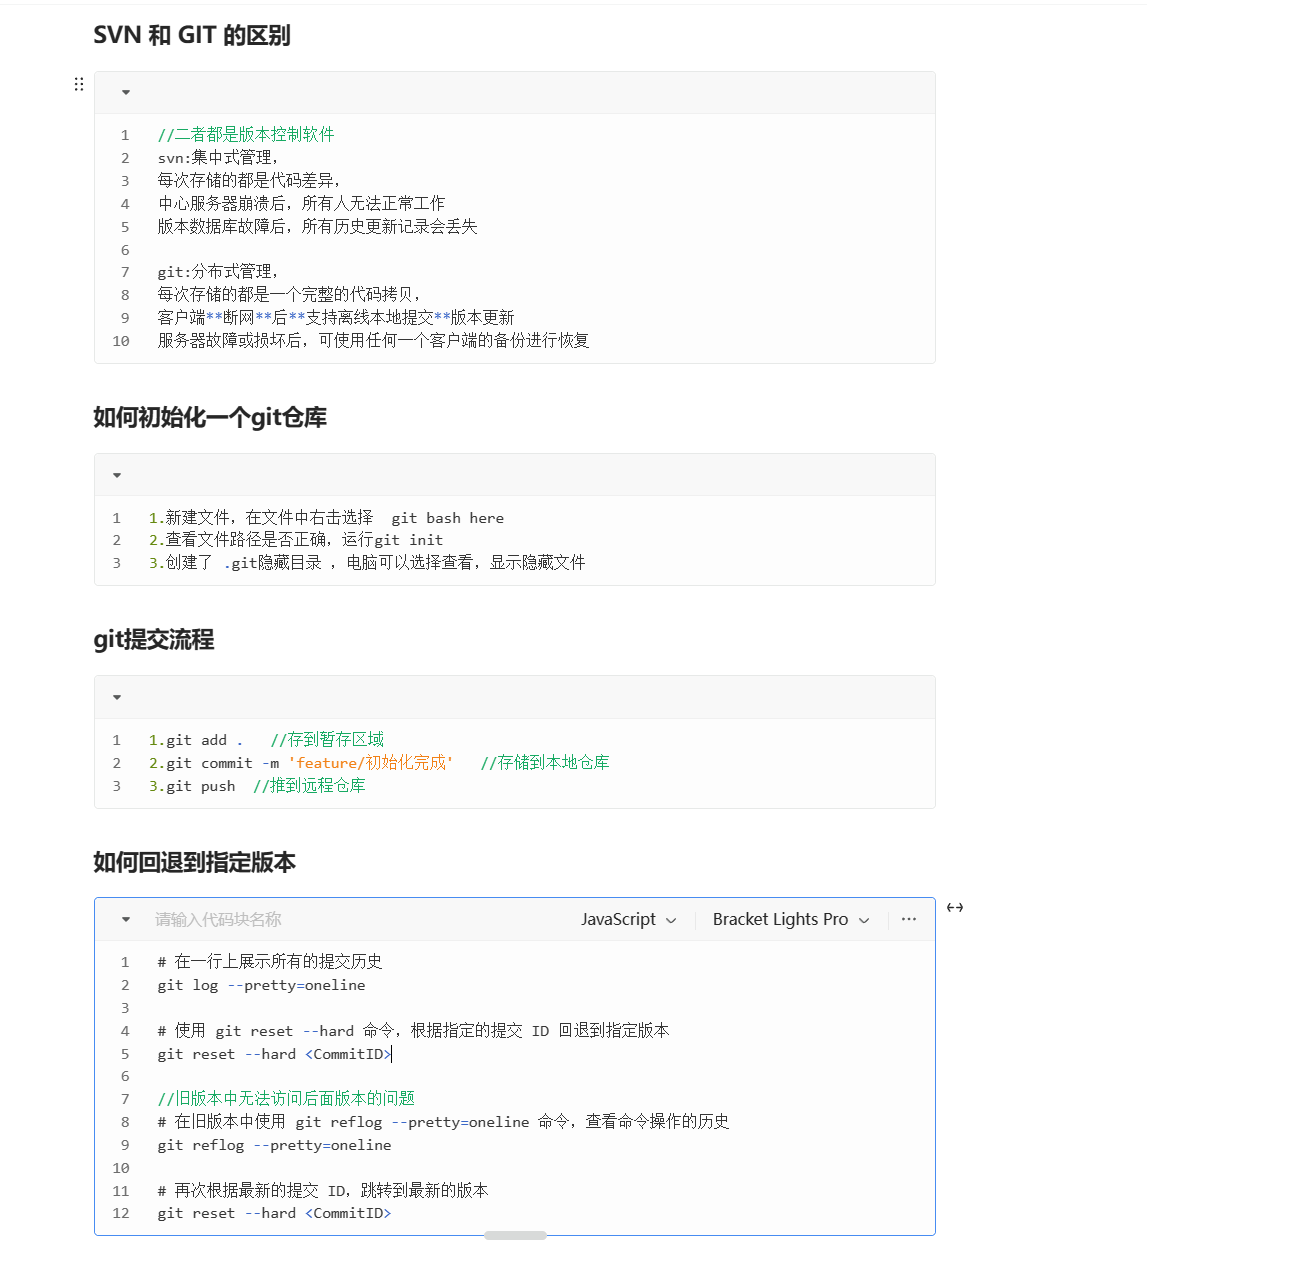 SVN 和 GIT 的区别
1 //二者都是版本控制软件
2 svn:集中式管理，
3 每次存储的都是代码差异，
4 中心服务器崩溃后，所有人无法正常工作
5 版本数据库故障后，所有历史更新记录会丢失
6
7 git:分布式管理，
8 每次存储的都是一个完整的代码拷贝，
9 客户端**断网**后**支持离线本地提交**版本更新
10 服务器故障或损坏后，可使用任何一个客户端的备份进行恢复
如何初始化一个git仓库
1 1.新建文件，在文件中右击选择  git bash here
2 2.查看文件路径是否正确，运行git init
3 3.创建了 .git隐藏目录 ，电脑可以选择查看，显示隐藏文件
git提交流程
1 1.git add .   //存到暂存区域
2 2.git commit -m 'feature/初始化完成'   //存储到本地仓库
3 3.git push  //推到远程仓库
如何回退到指定版本
请输入代码块名称 JavaScript Bracket Lights Pro ···
1 # 在一行上展示所有的提交历史
2 git log --pretty=oneline
3
4 # 使用 git reset --hard 命令，根据指定的提交 ID 回退到指定版本
5 git reset --hard <CommitID>
6
7 //旧版本中无法访问后面版本的问题
8 # 在旧版本中使用 git reflog --pretty=oneline 命令，查看命令操作的历史
9 git reflog --pretty=oneline
10
11 # 再次根据最新的提交 ID，跳转到最新的版本
12 git reset --hard <CommitID>